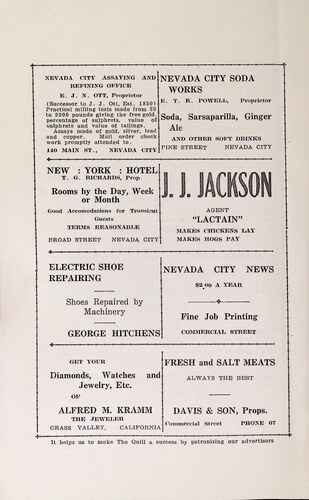 NEVADA CITY ASSAYING AND
REFINING OFFICE
E. J. N. OTT, Proprietor
(Successor to J. J. Ott, Est. 1850)
Practical milling tests made from 25
to 2000 pounds giving the free gold,
percentage of sulphrets, value of
sulphrets and value of tailings.
Assays made of gold, silver, lead
and copper. Mail order check
work promptly attested to.
140 MAIN ST., NEVADA CITY
NEVADA CITY SODA
WORKS
E. T. R. POWELL, Proprietor
Soda, Sarsaparilla, Ginger
Ale
AND OTHER SOFT DRINKS
PINE STREET NEVADA CITY
NEW : YORK : HOTEL
T. G. RICHARDS, Prop.
Rooms by the Day, Week
or Month
Good Accomodations for Transient
Guests
TERMS REASONABLE
BROAD STREET NEVADA CITY
J. J. JACKSON
AGENT
"LACTAIN"
MAKES CHICKENS LAY
MAKES HOGS PAY
ELECTRIC SHOE
REPAIRING
Shoes Repaired by
Machinery
GEORGE HITCHENS
NEVADA CITY NEWS
$2.00 A YEAR
Fine Job Printing
COMMERCIAL STREET
GET YOUR
Diamonds, Watches and
Jewelry, Etc.
OF
ALFRED M. KRAMM
THE JEWELER
GRASS VALLEY, CALIFORNIA
FRESH and SALT MEATS
ALWAYS THE BEST
DAVIS & SON, Props.
Commercial Street PHONE 67
It helps us to make The Quill a success by patronizing our advertisers